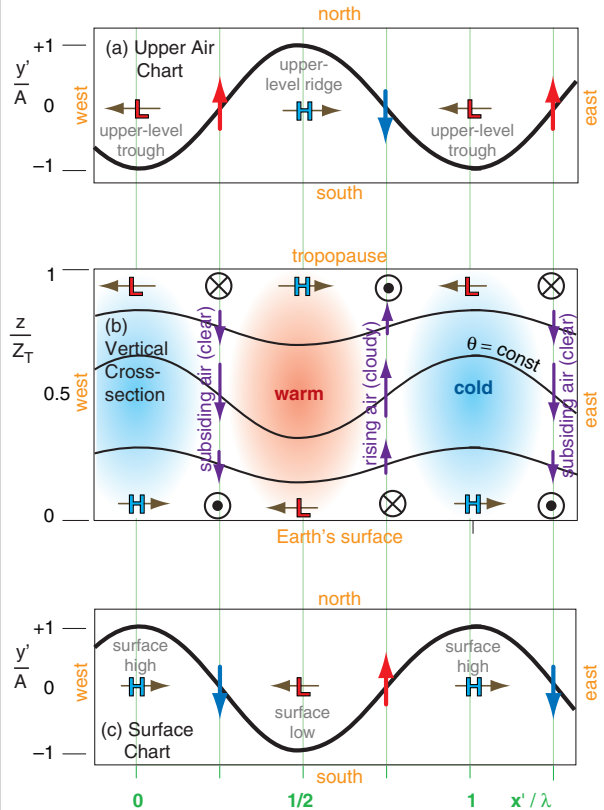 north
+1
(a) Upper Air
Chart
upper-
level ridge
y'
A
0
west
L
H
L
east
upper-level
trough
upper-level
trough
−1
south
tropopause
1
L
H
L
(b)
Vertical
Cross-
section
z
Z_T
θ = const
0.5
west
subsiding air (clear)
warm
rising air (cloudy)
cold
subsiding air (clear)
east
H
L
H
0
Earth's surface
north
+1
surface
high
surface
high
y'
A
0
west
H
L
H
east
surface
low
(c) Surface
Chart
−1
south
0
1/2
1
x' / λ